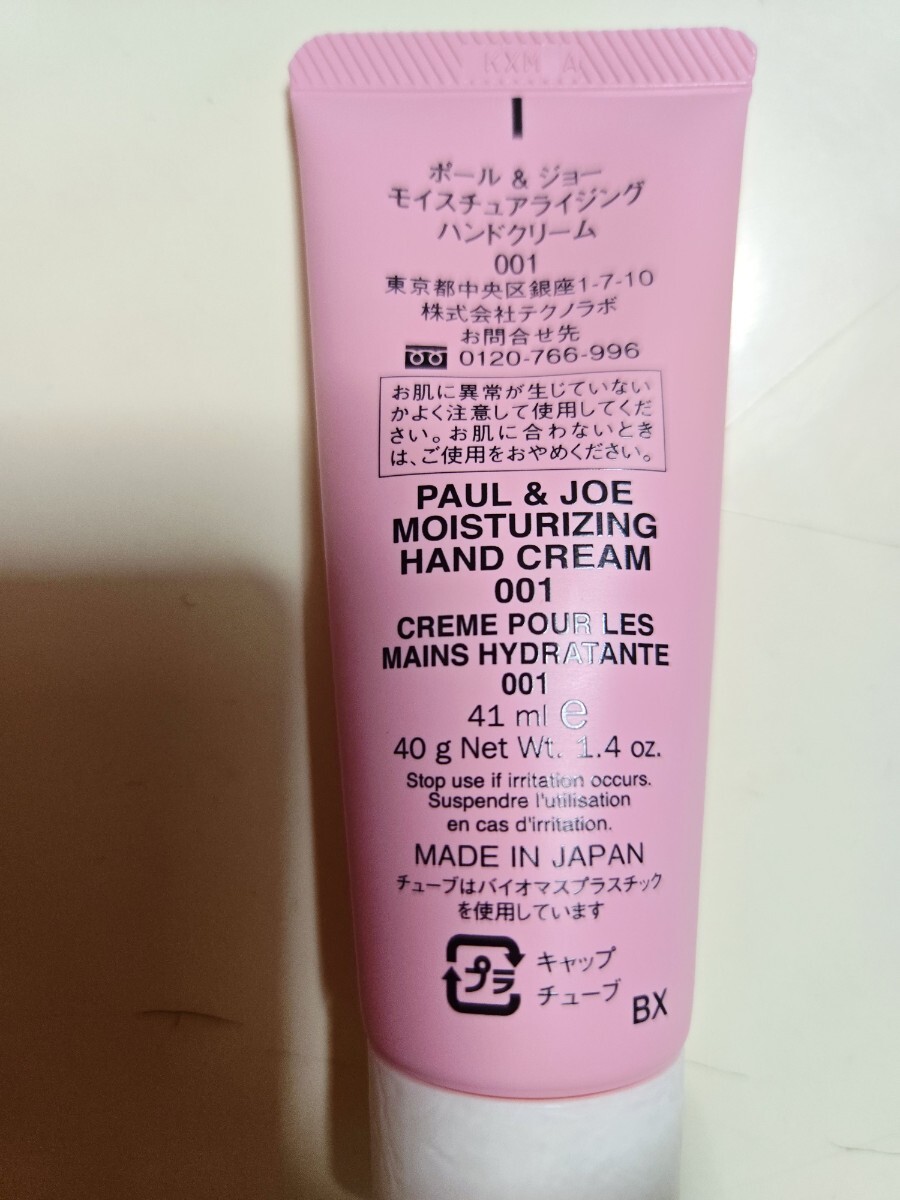 KXM A
ポール & ジョー
モイスチュアライジング
ハンドクリーム
001
東京都中央区銀座1-7-10
株式会社テクノラボ
お問合せ先
0120-766-996
お肌に異常が生じていない
かよく注意して使用してくだ
さい。お肌に合わないとき
は、ご使用をおやめください。
PAUL & JOE
MOISTURIZING
HAND CREAM
001
CREME POUR LES
MAINS HYDRATANTE
001
41 ml e
40 g Net Wt. 1.4 oz.
Stop use if irritation occurs.
Suspendre l'utilisation
en cas d'irritation.
MADE IN JAPAN
チューブはバイオマスプラスチック
を使用しています
プラ キャップ
チューブ
BX